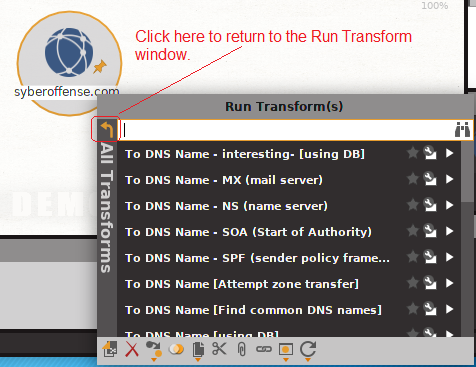 100%
Click here to return to the Run Transform
window.
syberoffense.com
Run Transform(s)
All Transforms
To DNS Name - interesting- [using DB]
To DNS Name - MX (mail server)
To DNS Name - NS (name server)
To DNS Name - SOA (Start of Authority)
To DNS Name - SPF (sender policy frame...
To DNS Name [Attempt zone transfer]
To DNS Name [Find common DNS names]
To DNS Name [using DB]
DEMO